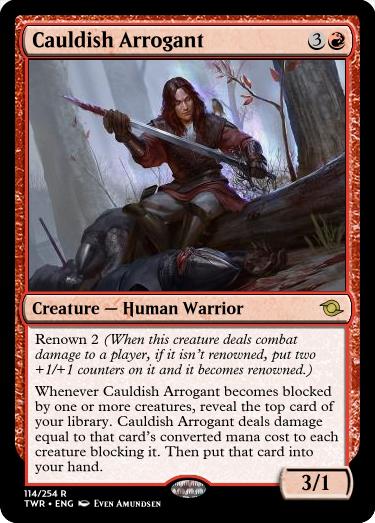 Cauldish Arrogant 3
Creature — Human Warrior
Renown 2 (When this creature deals combat
damage to a player, if it isn't renowned, put two
+1/+1 counters on it and it becomes renowned.)
Whenever Cauldish Arrogant becomes blocked
by one or more creatures, reveal the top card of
your library. Cauldish Arrogant deals damage
equal to that card's converted mana cost to each
creature blocking it. Then put that card into
your hand.
3/1
114/254 R
TWR • ENG Even Amundsen